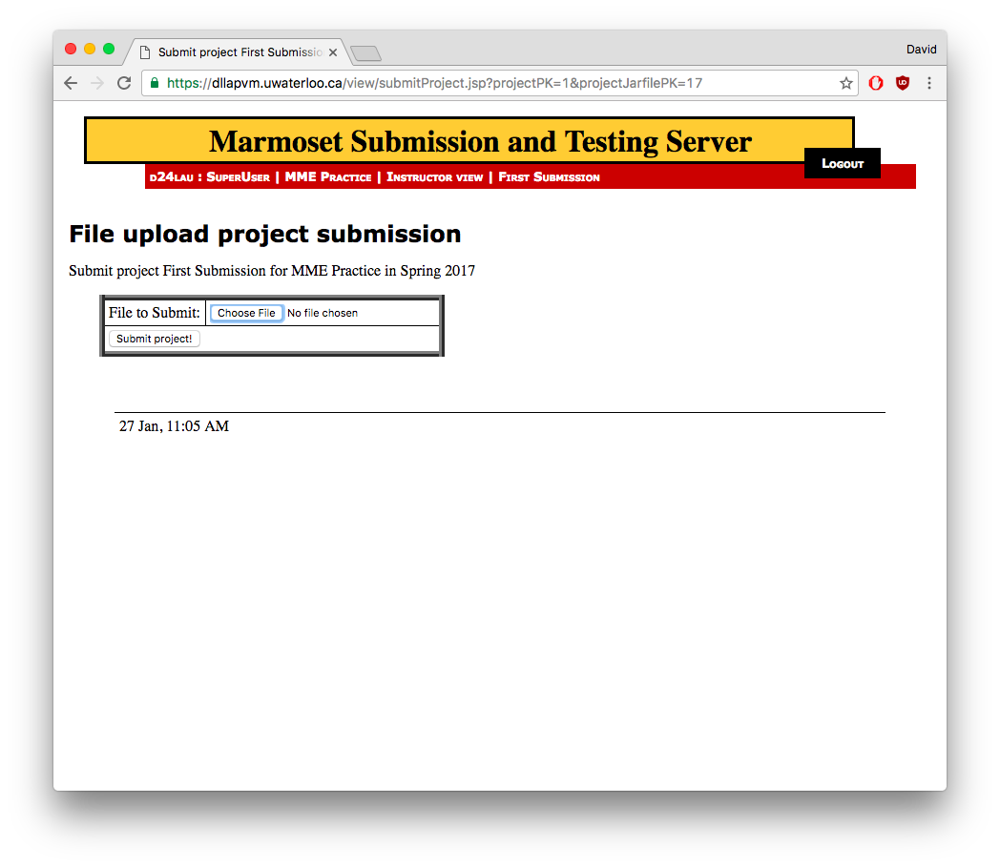 Submit project First Submissio
David
https://dllapvm.uwaterloo.ca/view/submitProject.jsp?projectPK=1&projectJarfilePK=17
Marmoset Submission and Testing Server
d24lau : SuperUser | MME Practice | Instructor view | First Submission
Logout
File upload project submission
Submit project First Submission for MME Practice in Spring 2017
File to Submit: Choose File No file chosen
Submit project!
27 Jan, 11:05 AM